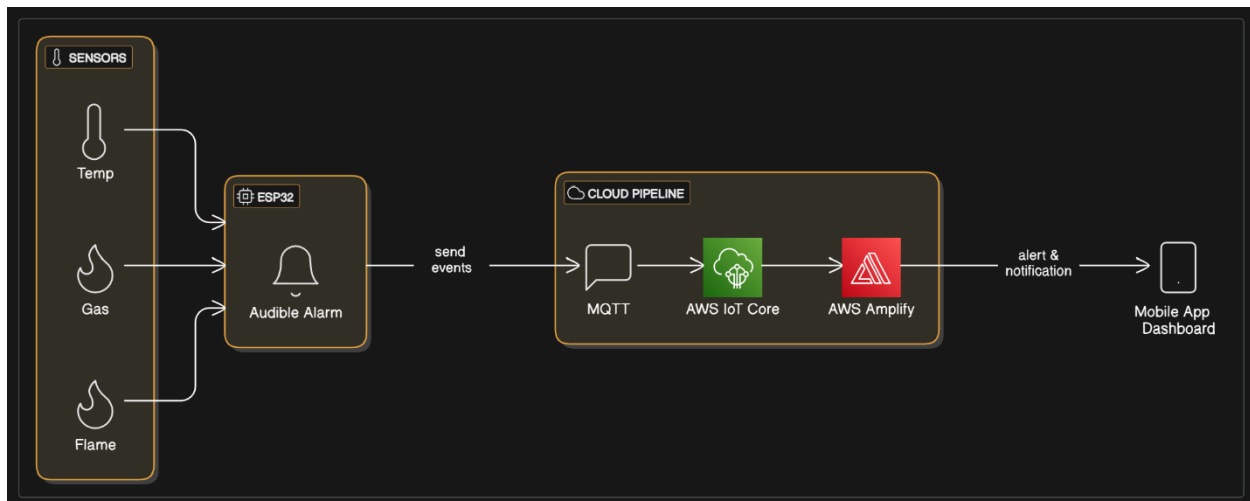 SENSORS
Temp
Gas
Flame
ESP32
Audible Alarm
send
events
CLOUD PIPELINE
MQTT
AWS IoT Core
AWS Amplify
alert &
notification
Mobile App
Dashboard